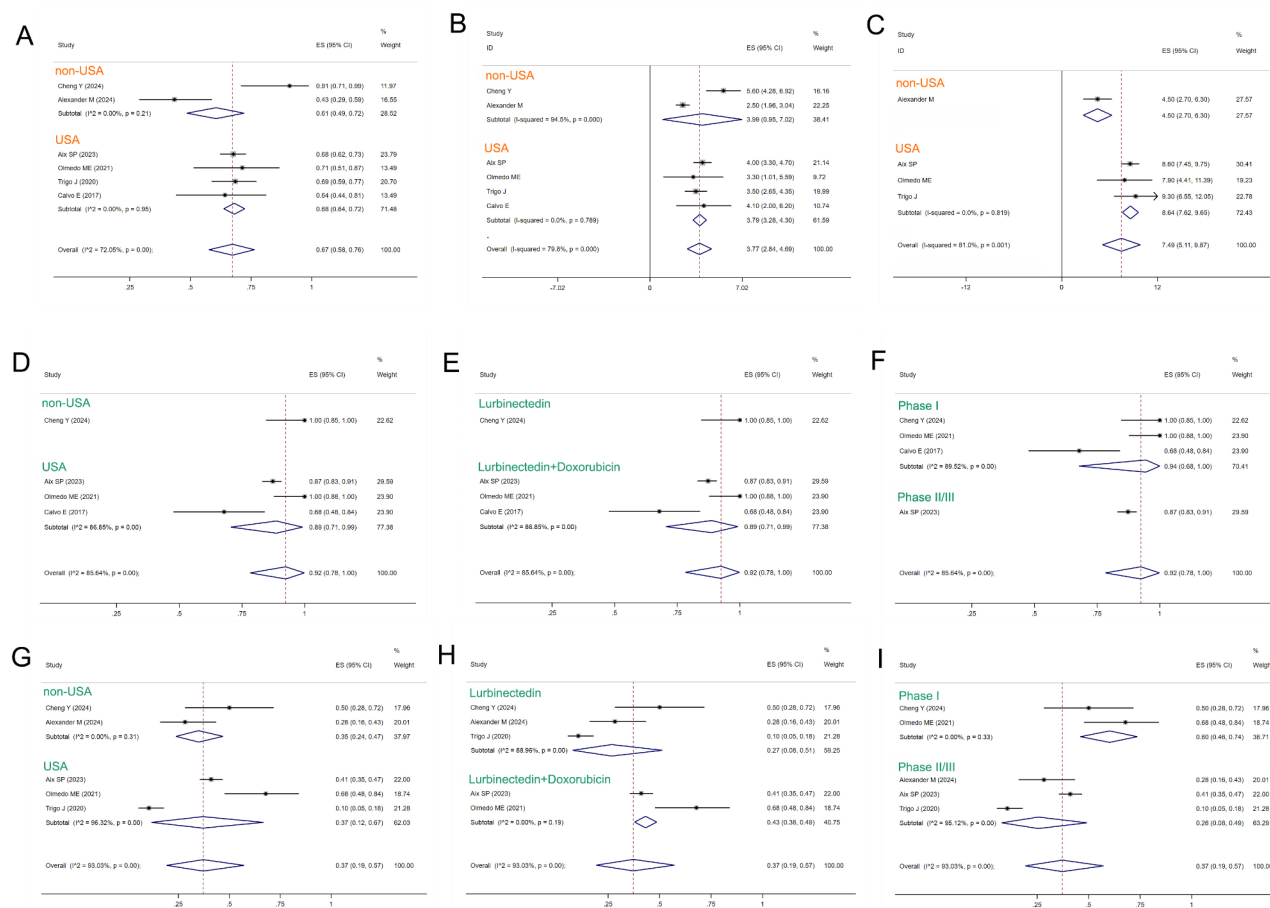 A
%
Study ES (95% CI) Weight
non-USA
Cheng Y (2024) 0.91 (0.71, 0.99) 11.97
Alexander M (2024) 0.43 (0.29, 0.59) 16.55
Subtotal (I^2 = 0.00%, p = 0.21) 0.61 (0.49, 0.72) 28.52
USA
Aix SP (2023) 0.68 (0.62, 0.73) 23.79
Olmedo ME (2021) 0.71 (0.51, 0.87) 13.49
Trigo J (2020) 0.69 (0.59, 0.77) 20.70
Calvo E (2017) 0.64 (0.44, 0.81) 13.49
Subtotal (I^2 = 0.00%, p = 0.95) 0.68 (0.64, 0.72) 71.48
Overall (I^2 = 72.05%, p = 0.00); 0.67 (0.58, 0.76) 100.00
.25 .5 .75 1
B
Study %
ID ES (95% CI) Weight
non-USA
Cheng Y 5.60 (4.28, 6.92) 16.16
Alexander M 2.50 (1.96, 3.04) 22.25
Subtotal (I-squared = 94.5%, p = 0.000) 3.99 (0.95, 7.02) 38.41
USA
Aix SP 4.00 (3.30, 4.70) 21.14
Olmedo ME 3.30 (1.01, 5.59) 9.72
Trigo J 3.50 (2.65, 4.35) 19.99
Calvo E 4.10 (2.00, 6.20) 10.74
Subtotal (I-squared = 0.0%, p = 0.789) 3.79 (3.28, 4.30) 61.59
.
Overall (I-squared = 79.8%, p = 0.000) 3.77 (2.84, 4.69) 100.00
-7.02 0 7.02
C
Study %
ID ES (95% CI) Weight
non-USA
Alexander M 4.50 (2.70, 6.30) 27.57
4.50 (2.70, 6.30) 27.57
USA
Aix SP 8.60 (7.45, 9.75) 30.41
Olmedo ME 7.90 (4.41, 11.39) 19.23
Trigo J 9.30 (6.55, 12.05) 22.78
Subtotal (I-squared = 0.0%, p = 0.819) 8.64 (7.62, 9.65) 72.43
Overall (I-squared = 81.0%, p = 0.001) 7.49 (5.11, 9.87) 100.00
-12 0 12
D
%
Study ES (95% CI) Weight
non-USA
Cheng Y (2024) 1.00 (0.85, 1.00) 22.62
USA
Aix SP (2023) 0.87 (0.83, 0.91) 29.59
Olmedo ME (2021) 1.00 (0.88, 1.00) 23.90
Calvo E (2017) 0.68 (0.48, 0.84) 23.90
Subtotal (I^2 = 86.85%, p = 0.00) 0.89 (0.71, 0.99) 77.38
Overall (I^2 = 85.64%, p = 0.00); 0.92 (0.78, 1.00) 100.00
.25 .5 .75 1
E
%
Study ES (95% CI) Weight
Lurbinectedin
Cheng Y (2024) 1.00 (0.85, 1.00) 22.62
Lurbinectedin+Doxorubicin
Aix SP (2023) 0.87 (0.83, 0.91) 29.59
Olmedo ME (2021) 1.00 (0.88, 1.00) 23.90
Calvo E (2017) 0.68 (0.48, 0.84) 23.90
Subtotal (I^2 = 86.85%, p = 0.00) 0.89 (0.71, 0.99) 77.38
Overall (I^2 = 85.64%, p = 0.00); 0.92 (0.78, 1.00) 100.00
.25 .5 .75 1
F
%
Study ES (95% CI) Weight
Phase I
Cheng Y (2024) 1.00 (0.85, 1.00) 22.62
Olmedo ME (2021) 1.00 (0.88, 1.00) 23.90
Calvo E (2017) 0.68 (0.48, 0.84) 23.90
Subtotal (I^2 = 89.52%, p = 0.00) 0.94 (0.68, 1.00) 70.41
Phase II/III
Aix SP (2023) 0.87 (0.83, 0.91) 29.59
Overall (I^2 = 85.64%, p = 0.00); 0.92 (0.78, 1.00) 100.00
.25 .5 .75 1
G
%
Study ES (95% CI) Weight
non-USA
Cheng Y (2024) 0.50 (0.28, 0.72) 17.96
Alexander M (2024) 0.28 (0.16, 0.43) 20.01
Subtotal (I^2 = 0.00%, p = 0.31) 0.35 (0.24, 0.47) 37.97
USA
Aix SP (2023) 0.41 (0.35, 0.47) 22.00
Olmedo ME (2021) 0.68 (0.48, 0.84) 18.74
Trigo J (2020) 0.10 (0.05, 0.18) 21.28
Subtotal (I^2 = 96.32%, p = 0.00) 0.37 (0.12, 0.67) 62.03
Overall (I^2 = 93.03%, p = 0.00); 0.37 (0.19, 0.57) 100.00
.25 .5 .75 1
H
%
Study ES (95% CI) Weight
Lurbinectedin
Cheng Y (2024) 0.50 (0.28, 0.72) 17.96
Alexander M (2024) 0.28 (0.16, 0.43) 20.01
Trigo J (2020) 0.10 (0.05, 0.18) 21.28
Subtotal (I^2 = 88.96%, p = 0.00) 0.27 (0.08, 0.51) 59.25
Lurbinectedin+Doxorubicin
Aix SP (2023) 0.41 (0.35, 0.47) 22.00
Olmedo ME (2021) 0.68 (0.48, 0.84) 18.74
Subtotal (I^2 = 0.00%, p = 0.19) 0.43 (0.38, 0.49) 40.75
Overall (I^2 = 93.03%, p = 0.00); 0.37 (0.19, 0.57) 100.00
.25 .5 .75 1
I
%
Study ES (95% CI) Weight
Phase I
Cheng Y (2024) 0.50 (0.28, 0.72) 17.96
Olmedo ME (2021) 0.68 (0.48, 0.84) 18.74
Subtotal (I^2 = 0.00%, p = 0.33) 0.60 (0.46, 0.74) 36.71
Phase II/III
Alexander M (2024) 0.28 (0.16, 0.43) 20.01
Aix SP (2023) 0.41 (0.35, 0.47) 22.00
Trigo J (2020) 0.10 (0.05, 0.18) 21.28
Subtotal (I^2 = 95.12%, p = 0.00) 0.26 (0.08, 0.49) 63.29
Overall (I^2 = 93.03%, p = 0.00); 0.37 (0.19, 0.57) 100.00
.25 .5 .75 1